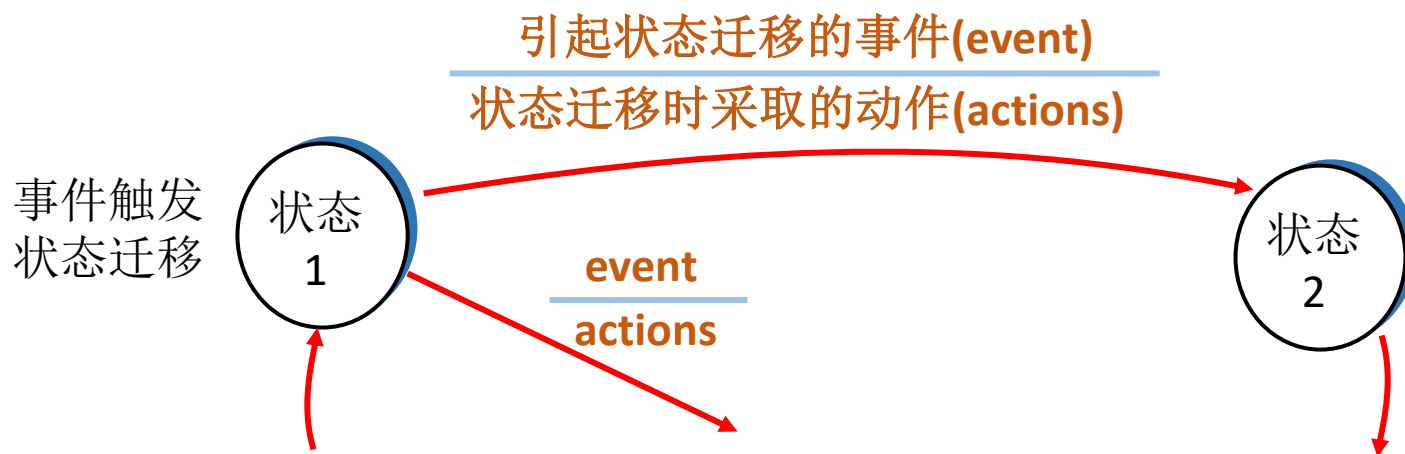 引起状态迁移的事件(event)
状态迁移时采取的动作(actions)
事件触发
状态迁移
状态
1
event
actions
状态
2